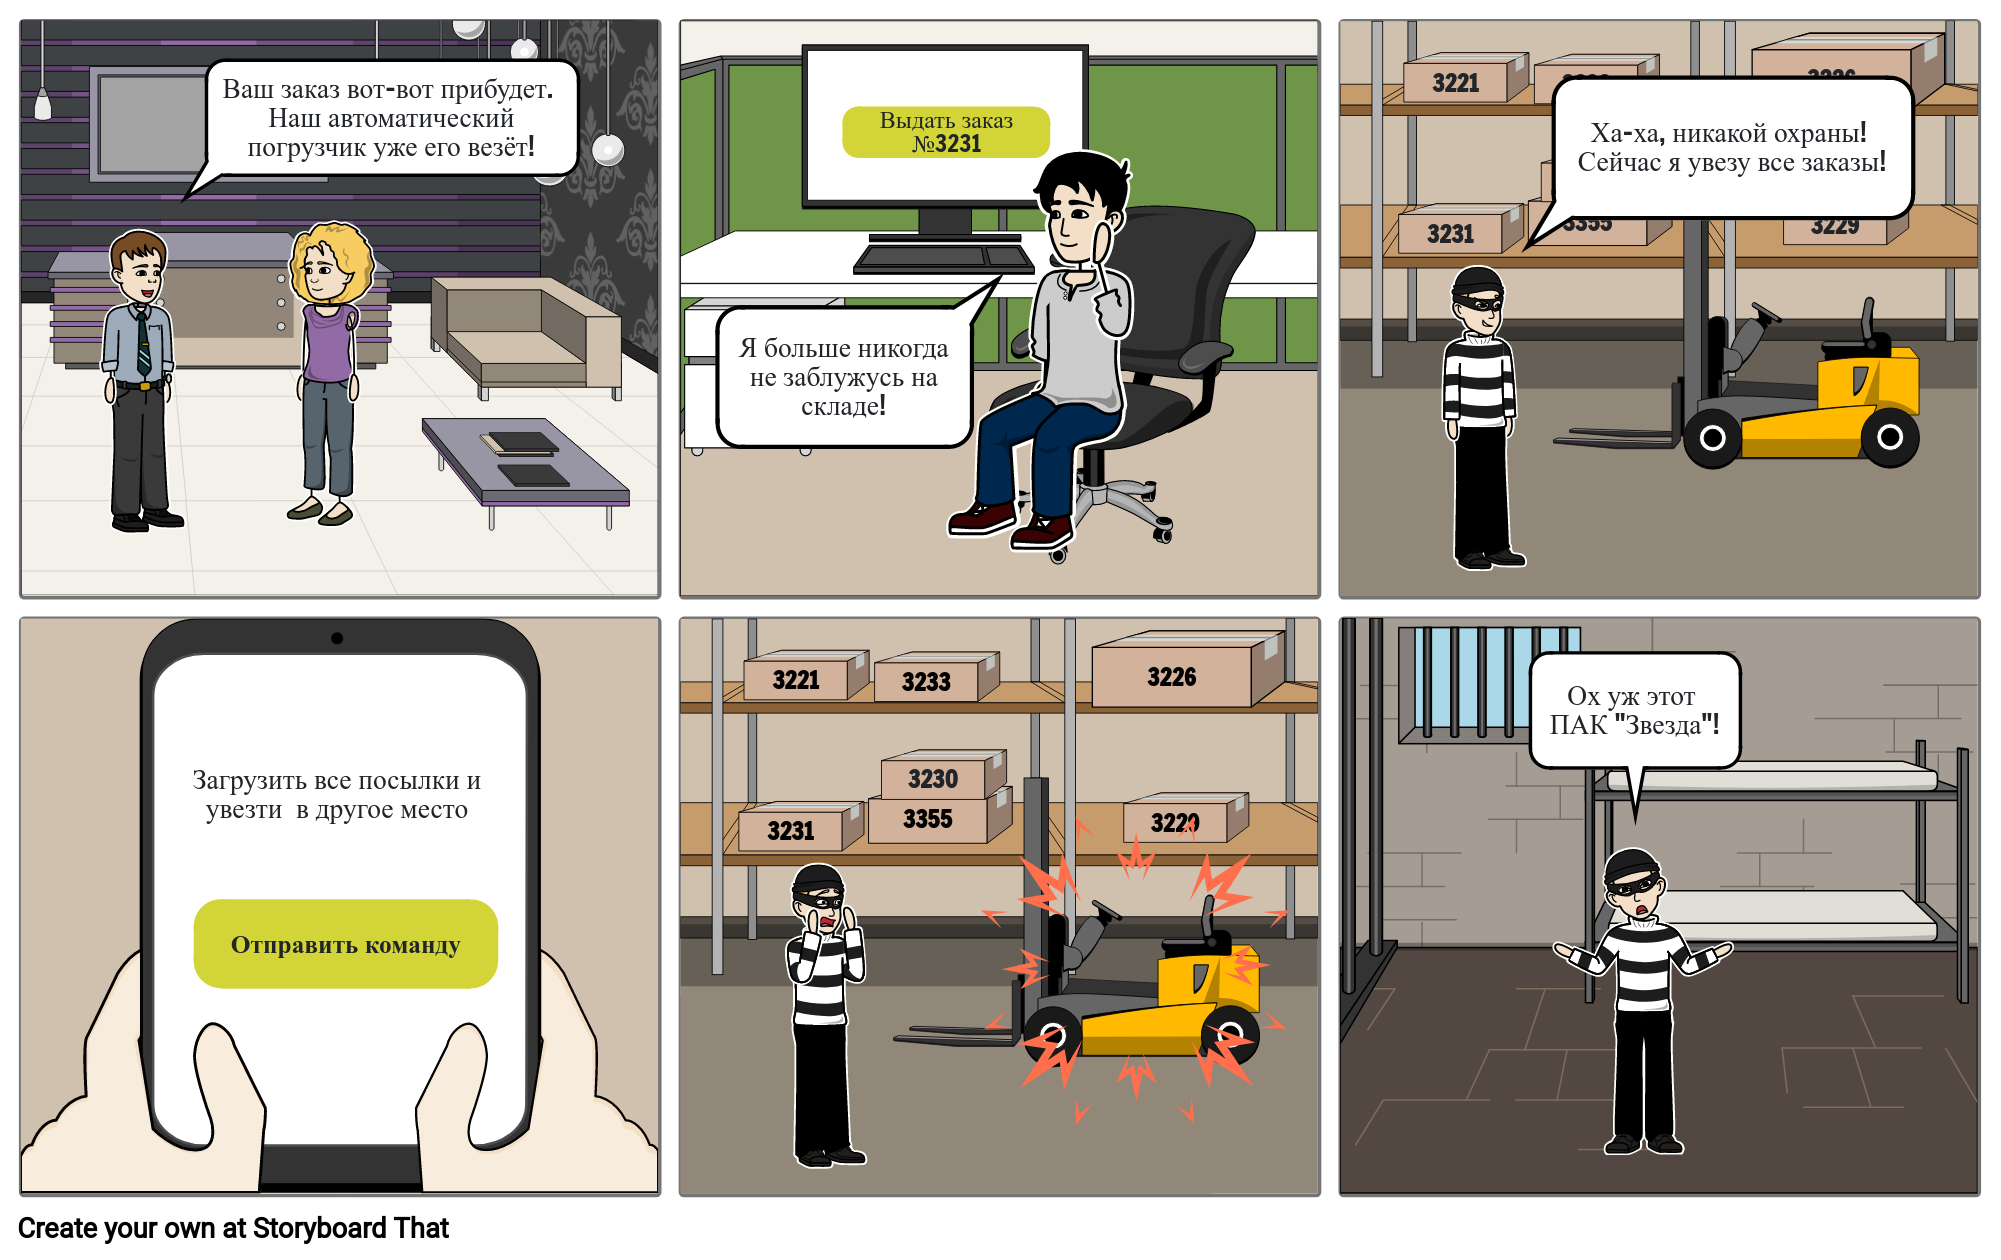 Ваш заказ вот-вот прибудет.
Наш автоматический
погрузчик уже его везёт!
Выдать заказ
№3231
Я больше никогда
не заблужусь на
складе!
3221
3226
Ха-ха, никакой охраны!
Сейчас я увезу все заказы!
3231
3355
3229
Загрузить все посылки и
увезти в другое место
Отправить команду
3221
3233
3226
3230
3231
3355
3229
Ох уж этот
ПАК "Звезда"!
Create your own at Storyboard That